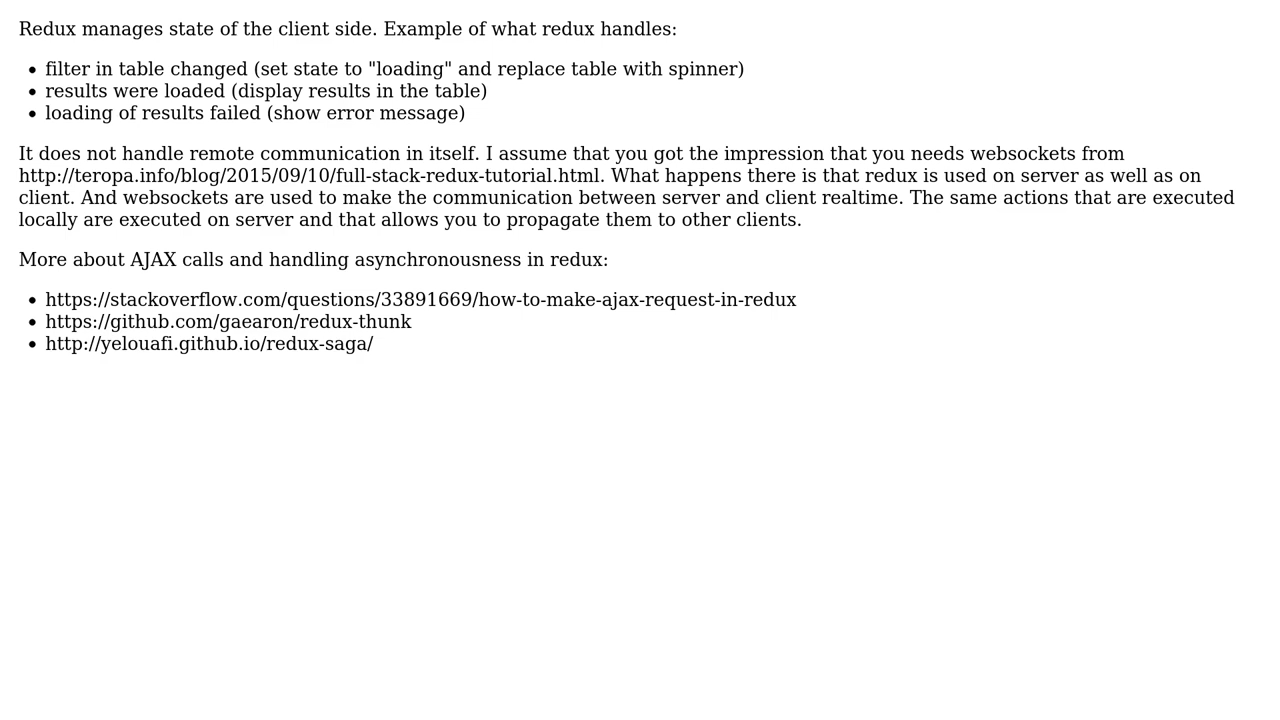 Redux manages state of the client side. Example of what redux handles:
• filter in table changed (set state to "loading" and replace table with spinner)
• results were loaded (display results in the table)
• loading of results failed (show error message)
It does not handle remote communication in itself. I assume that you got the impression that you needs websockets from
http://teropa.info/blog/2015/09/10/full-stack-redux-tutorial.html. What happens there is that redux is used on server as well as on
client. And websockets are used to make the communication between server and client realtime. The same actions that are executed
locally are executed on server and that allows you to propagate them to other clients.
More about AJAX calls and handling asynchronousness in redux:
• https://stackoverflow.com/questions/33891669/how-to-make-ajax-request-in-redux
• https://github.com/gaearon/redux-thunk
• http://yelouafi.github.io/redux-saga/